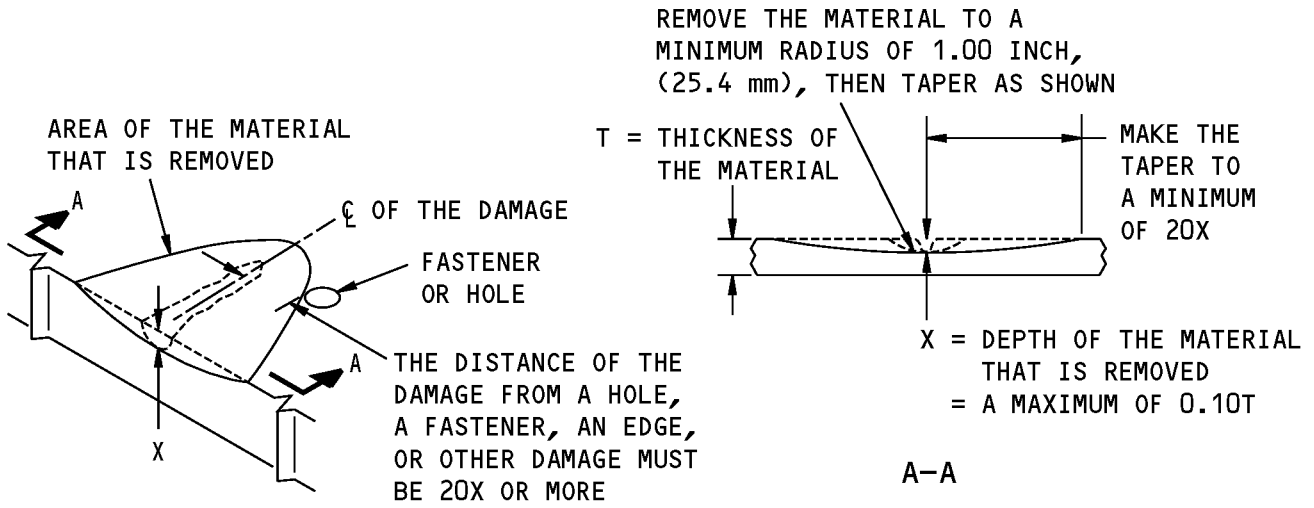 REMOVE THE MATERIAL TO A
MINIMUM RADIUS OF 1.00 INCH,
(25.4 mm), THEN TAPER AS SHOWN
AREA OF THE MATERIAL
THAT IS REMOVED
T = THICKNESS OF
THE MATERIAL
MAKE THE
TAPER TO
A MINIMUM
OF 20X
A
℄ OF THE DAMAGE
FASTENER
OR HOLE
A
THE DISTANCE OF THE
DAMAGE FROM A HOLE,
A FASTENER, AN EDGE,
OR OTHER DAMAGE MUST
BE 20X OR MORE
X
X = DEPTH OF THE MATERIAL
THAT IS REMOVED
= A MAXIMUM OF 0.10T
A-A